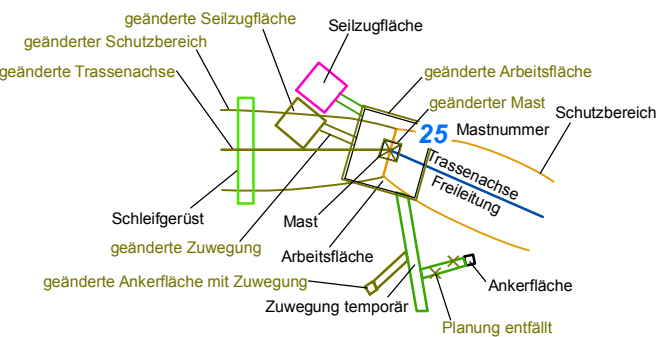 geänderte Seilzugfläche
Seilzugfläche
geänderter Schutzbereich
geänderte Trassenachse
geänderte Arbeitsfläche
geänderter Mast
Schutzbereich
25 Mastnummer
Trassenachse
Freileitung
Schleifgerüst
Mast
geänderte Zuwegung
Arbeitsfläche
geänderte Ankerfläche mit Zuwegung
Ankerfläche
Zuwegung temporär
Planung entfällt